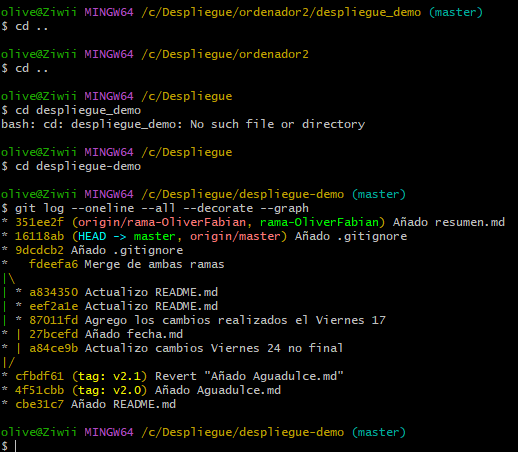 olive@Ziwii MINGW64 /c/Despliegue/ordenador2/despliegue_demo (master)
$ cd ..
olive@Ziwii MINGW64 /c/Despliegue/ordenador2
$ cd ..
olive@Ziwii MINGW64 /c/Despliegue
$ cd despliegue_demo
bash: cd: despliegue_demo: No such file or directory
olive@Ziwii MINGW64 /c/Despliegue
$ cd despliegue-demo
olive@Ziwii MINGW64 /c/Despliegue/despliegue-demo (master)
$ git log --oneline --all --decorate --graph
* 351ee2f (origin/rama-OliverFabian, rama-OliverFabian) Añado resumen.md
* 16118ab (HEAD -> master, origin/master) Añado .gitignore
* 9dcdcb2 Añado .gitignore
*   fdeefa6 Merge de ambas ramas
|\
| * a834350 Actualizo README.md
| * eef2a1e Actualizo README.md
| * 87011fd Agrego los cambios realizados el Viernes 17
* | 27bcefd Añado fecha.md
* | a84ce9b Actualizo cambios Viernes 24 no final
|/
* cfbdf61 (tag: v2.1) Revert "Añado Aguadulce.md"
* 4f51cbb (tag: v2.0) Añado Aguadulce.md
* cbe31c7 Añado README.md
olive@Ziwii MINGW64 /c/Despliegue/despliegue-demo (master)
$